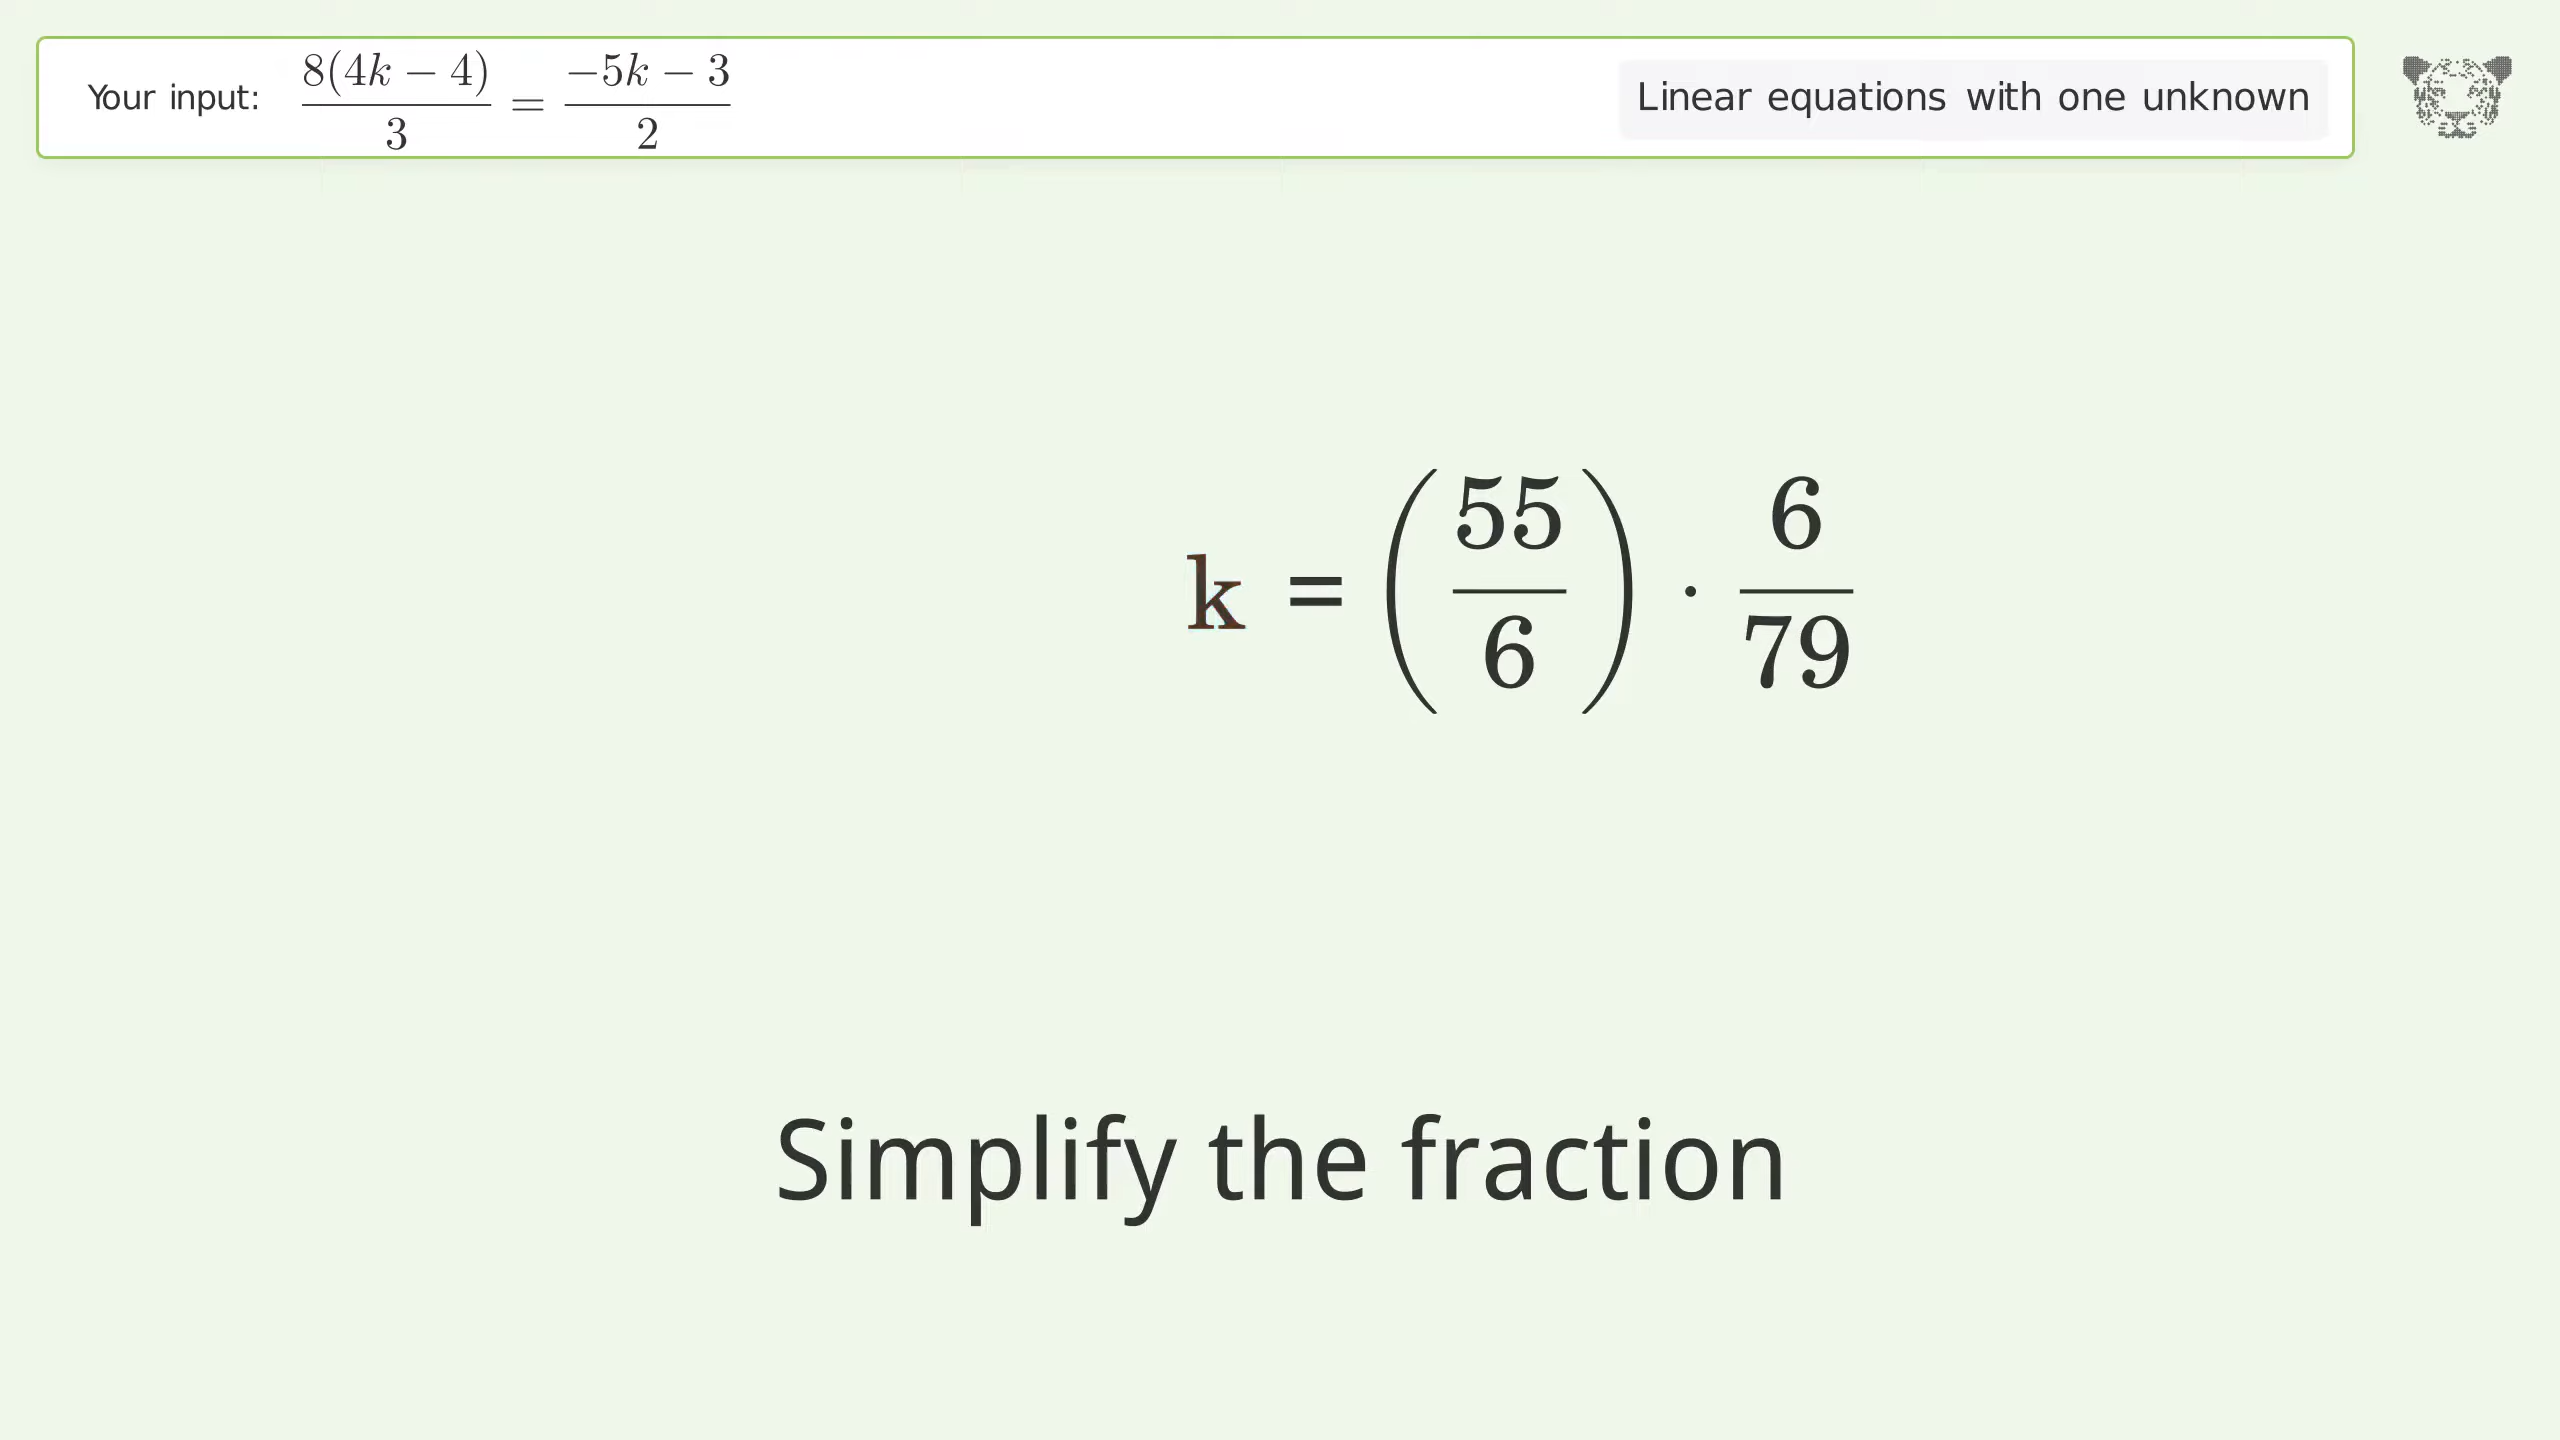 Your input: 8(4k − 4)/3 = −5k − 3/2 Linear equations with one unknown
k = (55/6) · 6/79
Simplify the fraction